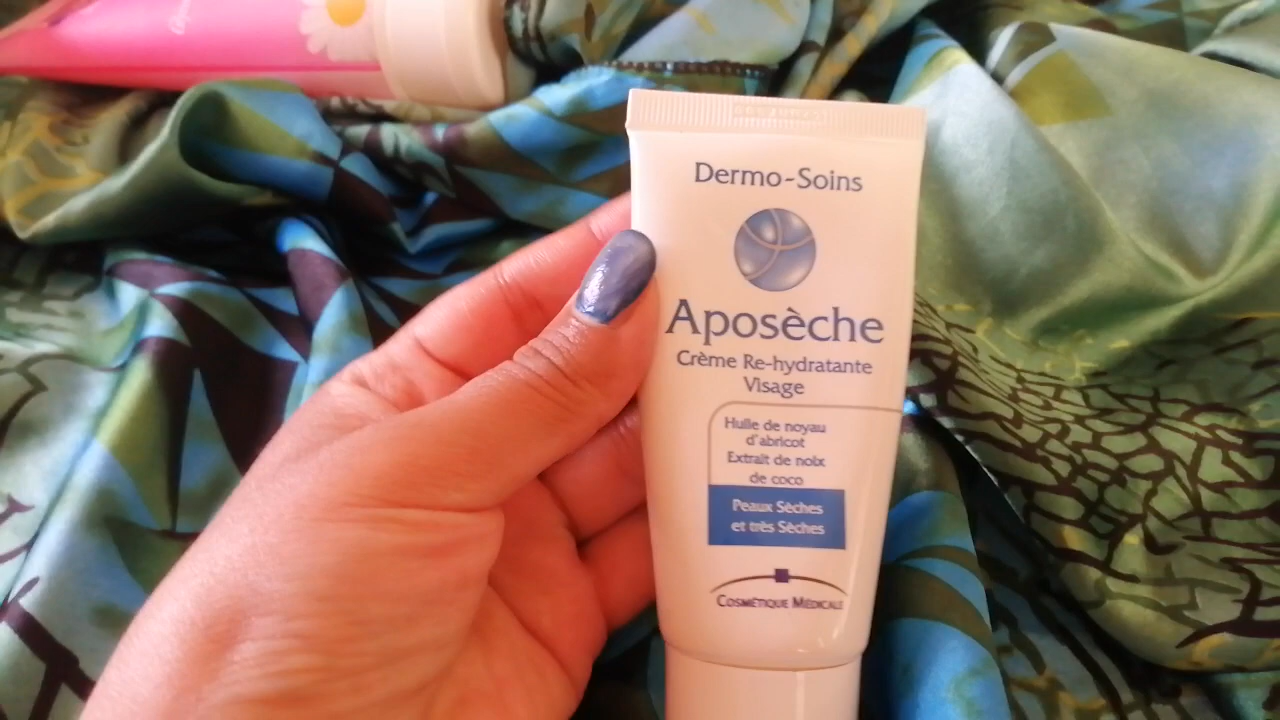 Dermo-Soins
Aposèche
Crème Re-hydratante
Visage
Huile de noyau
d'abricot
Extrait de noix
de coco
Peaux Sèches
et très Sèches
COSMÉTIQUE MÉDICALE